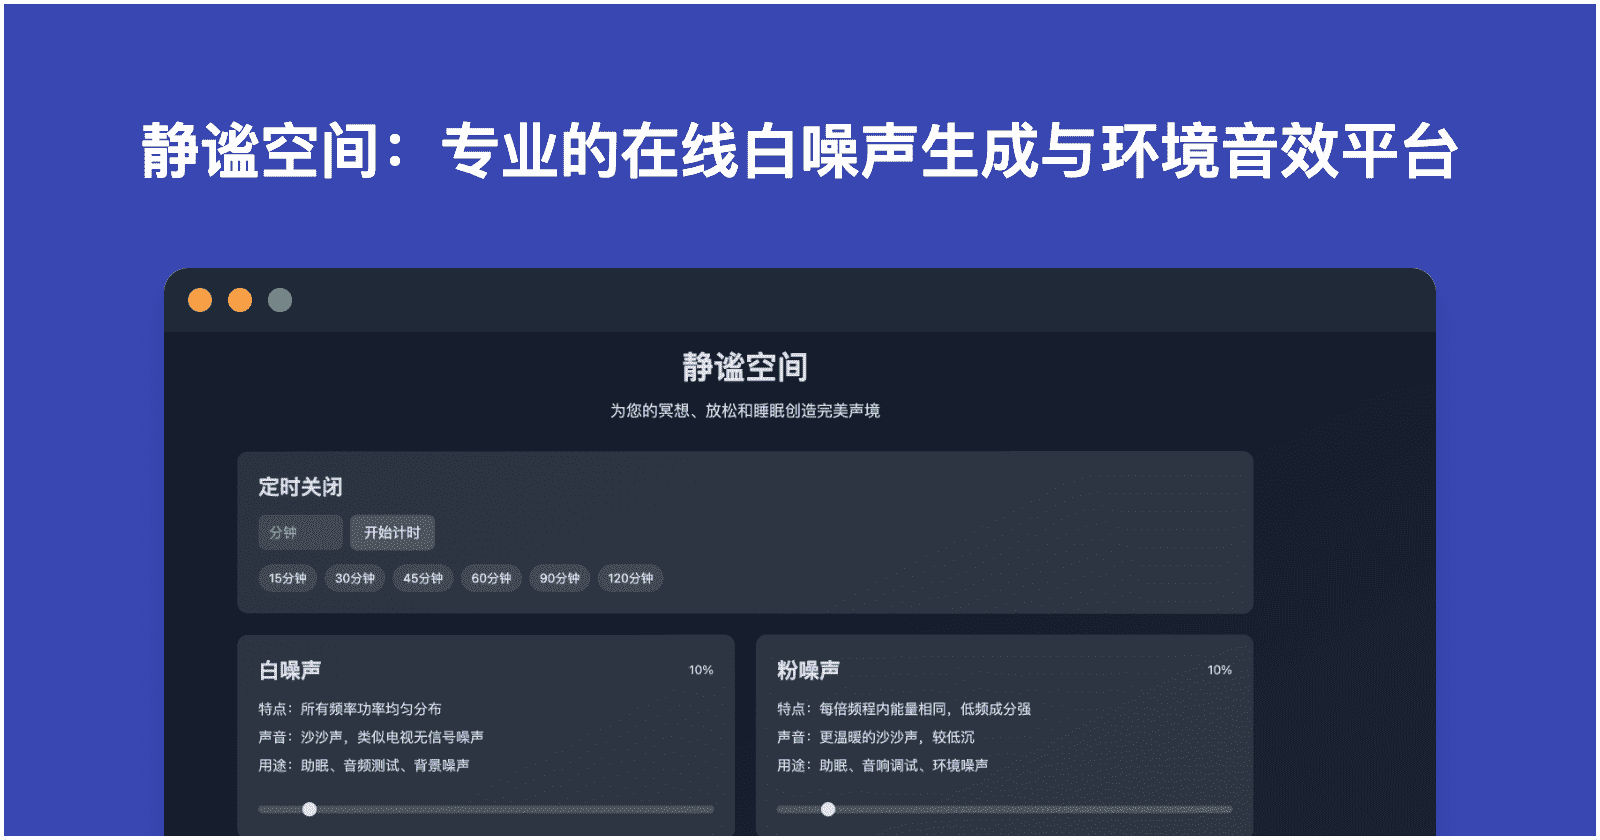 静谧空间：专业的在线白噪声生成与环境音效平台
静谧空间
为您的冥想、放松和睡眠创造完美声境
定时关闭
分钟 开始计时
15分钟 30分钟 45分钟 60分钟 90分钟 120分钟
白噪声 10%
特点：所有频率功率均匀分布
声音：沙沙声，类似电视无信号噪声
用途：助眠、音频测试、背景噪声
粉噪声 10%
特点：每倍频程内能量相同，低频成分强
声音：更温暖的沙沙声，较低沉
用途：助眠、音响调试、环境噪声